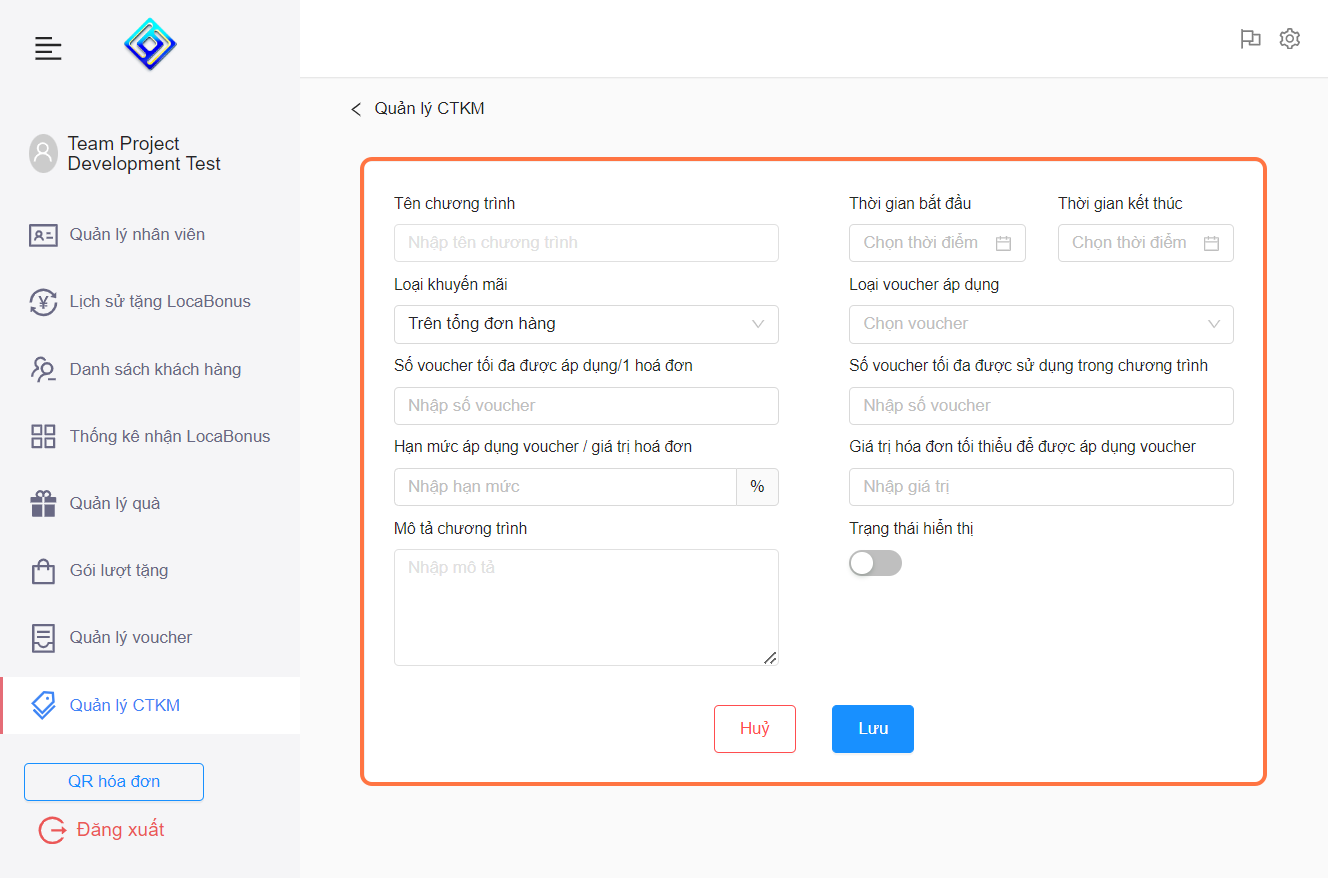 Team Project
Development Test
Quản lý nhân viên
Lịch sử tặng LocaBonus
Danh sách khách hàng
Thống kê nhận LocaBonus
Quản lý quà
Gói lượt tặng
Quản lý voucher
Quản lý CTKM
QR hóa đơn
Đăng xuất
Quản lý CTKM
Tên chương trình
Nhập tên chương trình
Thời gian bắt đầu
Chọn thời điểm
Thời gian kết thúc
Chọn thời điểm
Loại khuyến mãi
Trên tổng đơn hàng
Loại voucher áp dụng
Chọn voucher
Số voucher tối đa được áp dụng/1 hoá đơn
Nhập số voucher
Số voucher tối đa được sử dụng trong chương trình
Nhập số voucher
Hạn mức áp dụng voucher / giá trị hoá đơn
Nhập hạn mức
%
Giá trị hóa đơn tối thiểu để được áp dụng voucher
Nhập giá trị
Mô tả chương trình
Nhập mô tả
Trạng thái hiển thị
Huỷ
Lưu